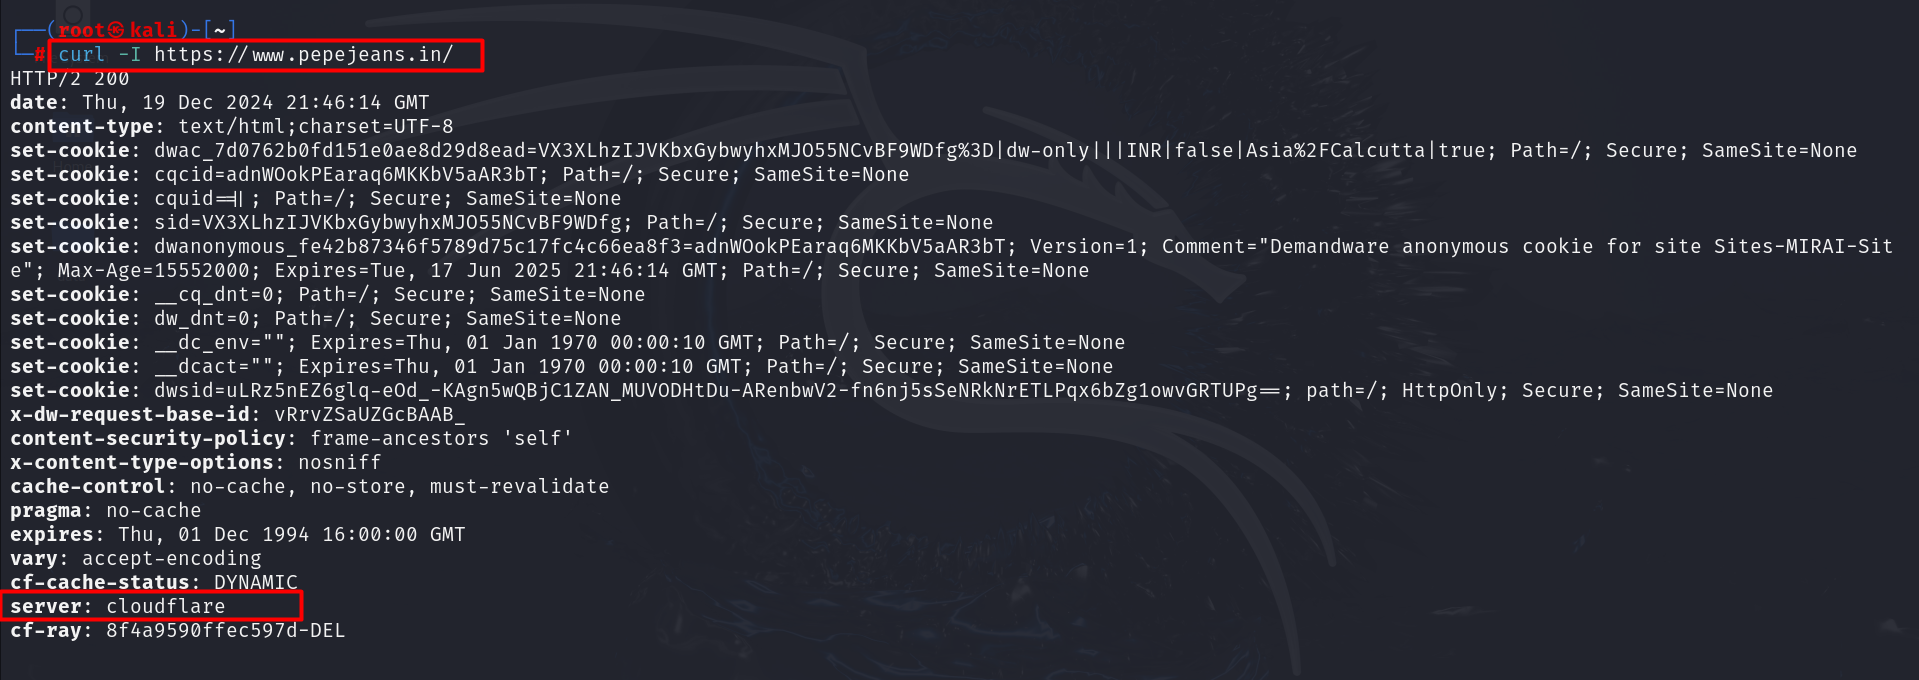 ┌──(root㉿kali)-[~]
└─# curl -I https://www.pepejeans.in/
HTTP/2 200
date: Thu, 19 Dec 2024 21:46:14 GMT
content-type: text/html;charset=UTF-8
set-cookie: dwac_7d0762b0fd151e0ae8d29d8ead=VX3XLhzIJVKbxGybwyhxMJO55NCvBF9WDfg%3D|dw-only|||INR|false|Asia%2FCalcutta|true; Path=/; Secure; SameSite=None
set-cookie: cqcid=adnWOokPEaraq6MKKbV5aAR3bT; Path=/; Secure; SameSite=None
set-cookie: cquid=||; Path=/; Secure; SameSite=None
set-cookie: sid=VX3XLhzIJVKbxGybwyhxMJO55NCvBF9WDfg; Path=/; Secure; SameSite=None
set-cookie: dwanonymous_fe42b87346f5789d75c17fc4c66ea8f3=adnWOokPEaraq6MKKbV5aAR3bT; Version=1; Comment="Demandware anonymous cookie for site Sites-MIRAI-Sit
e"; Max-Age=15552000; Expires=Tue, 17 Jun 2025 21:46:14 GMT; Path=/; Secure; SameSite=None
set-cookie: __cq_dnt=0; Path=/; Secure; SameSite=None
set-cookie: dw_dnt=0; Path=/; Secure; SameSite=None
set-cookie: __dc_env=""; Expires=Thu, 01 Jan 1970 00:00:10 GMT; Path=/; Secure; SameSite=None
set-cookie: __dcact=""; Expires=Thu, 01 Jan 1970 00:00:10 GMT; Path=/; Secure; SameSite=None
set-cookie: dwsid=uLRz5nEZ6glq-eOd_-KAgn5wQBjC1ZAN_MUVODHtDu-ARenbwV2-fn6nj5sSeNRkNrETLPqx6bZg1owvGRTUPg==; path=/; HttpOnly; Secure; SameSite=None
x-dw-request-base-id: vRrvZSaUZGcBAAB_
content-security-policy: frame-ancestors 'self'
x-content-type-options: nosniff
cache-control: no-cache, no-store, must-revalidate
pragma: no-cache
expires: Thu, 01 Dec 1994 16:00:00 GMT
vary: accept-encoding
cf-cache-status: DYNAMIC
server: cloudflare
cf-ray: 8f4a9590ffec597d-DEL